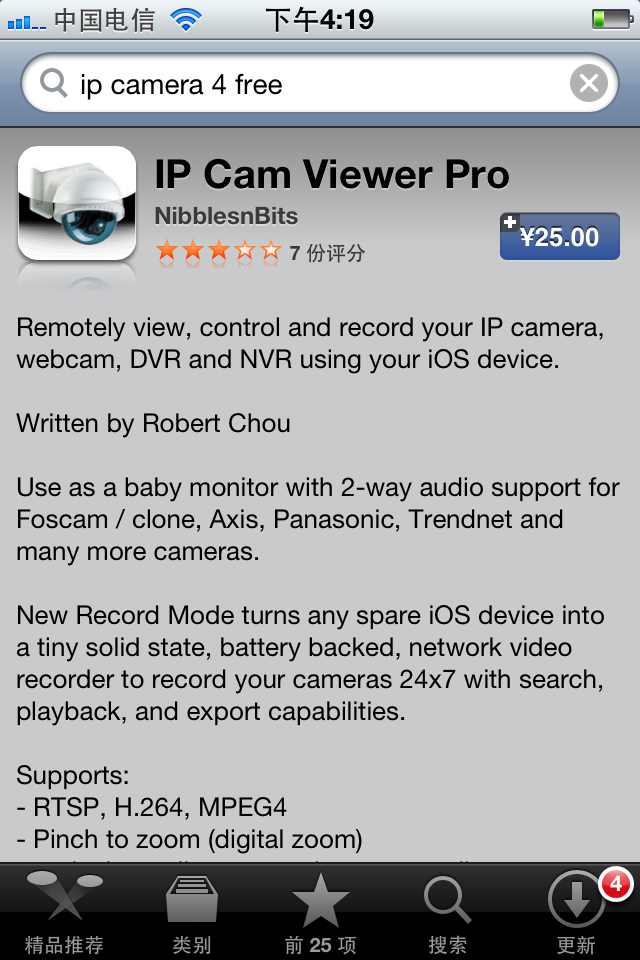 中国电信
下午4:19
ip camera 4 free
IP Cam Viewer Pro
NibblesnBits
7 份评分
¥25.00
Remotely view, control and record your IP camera,
webcam, DVR and NVR using your iOS device.
Written by Robert Chou
Use as a baby monitor with 2-way audio support for
Foscam / clone, Axis, Panasonic, Trendnet and
many more cameras.
New Record Mode turns any spare iOS device into
a tiny solid state, battery backed, network video
recorder to record your cameras 24x7 with search,
playback, and export capabilities.
Supports:
- RTSP, H.264, MPEG4
- Pinch to zoom (digital zoom)
4
精品推荐
类别
前 25 项
搜索
更新